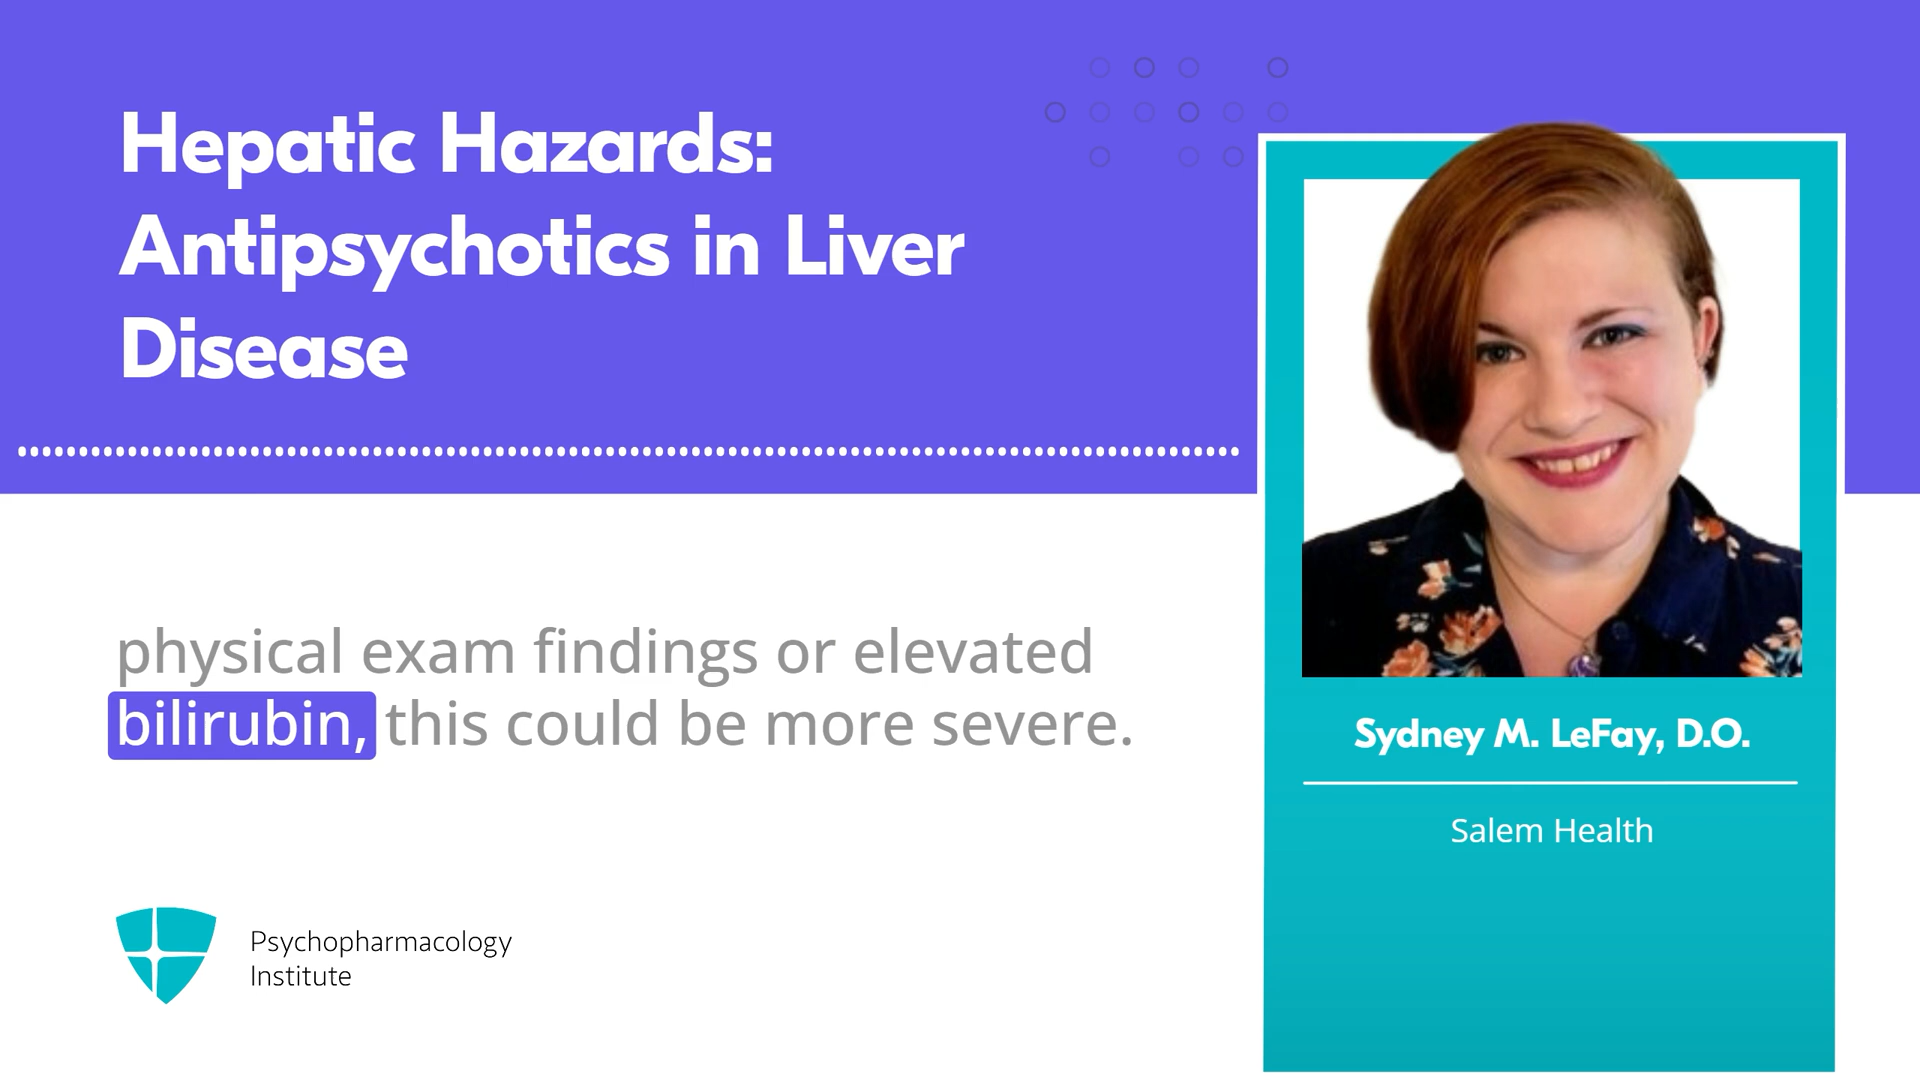 Hepatic Hazards:
Antipsychotics in Liver
Disease
physical exam findings or elevated
bilirubin, this could be more severe.
Sydney M. LeFay, D.O.
Salem Health
Psychopharmacology
Institute